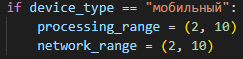 if device_type == "мобильный":
    processing_range = (2, 10)
    network_range = (2, 10)